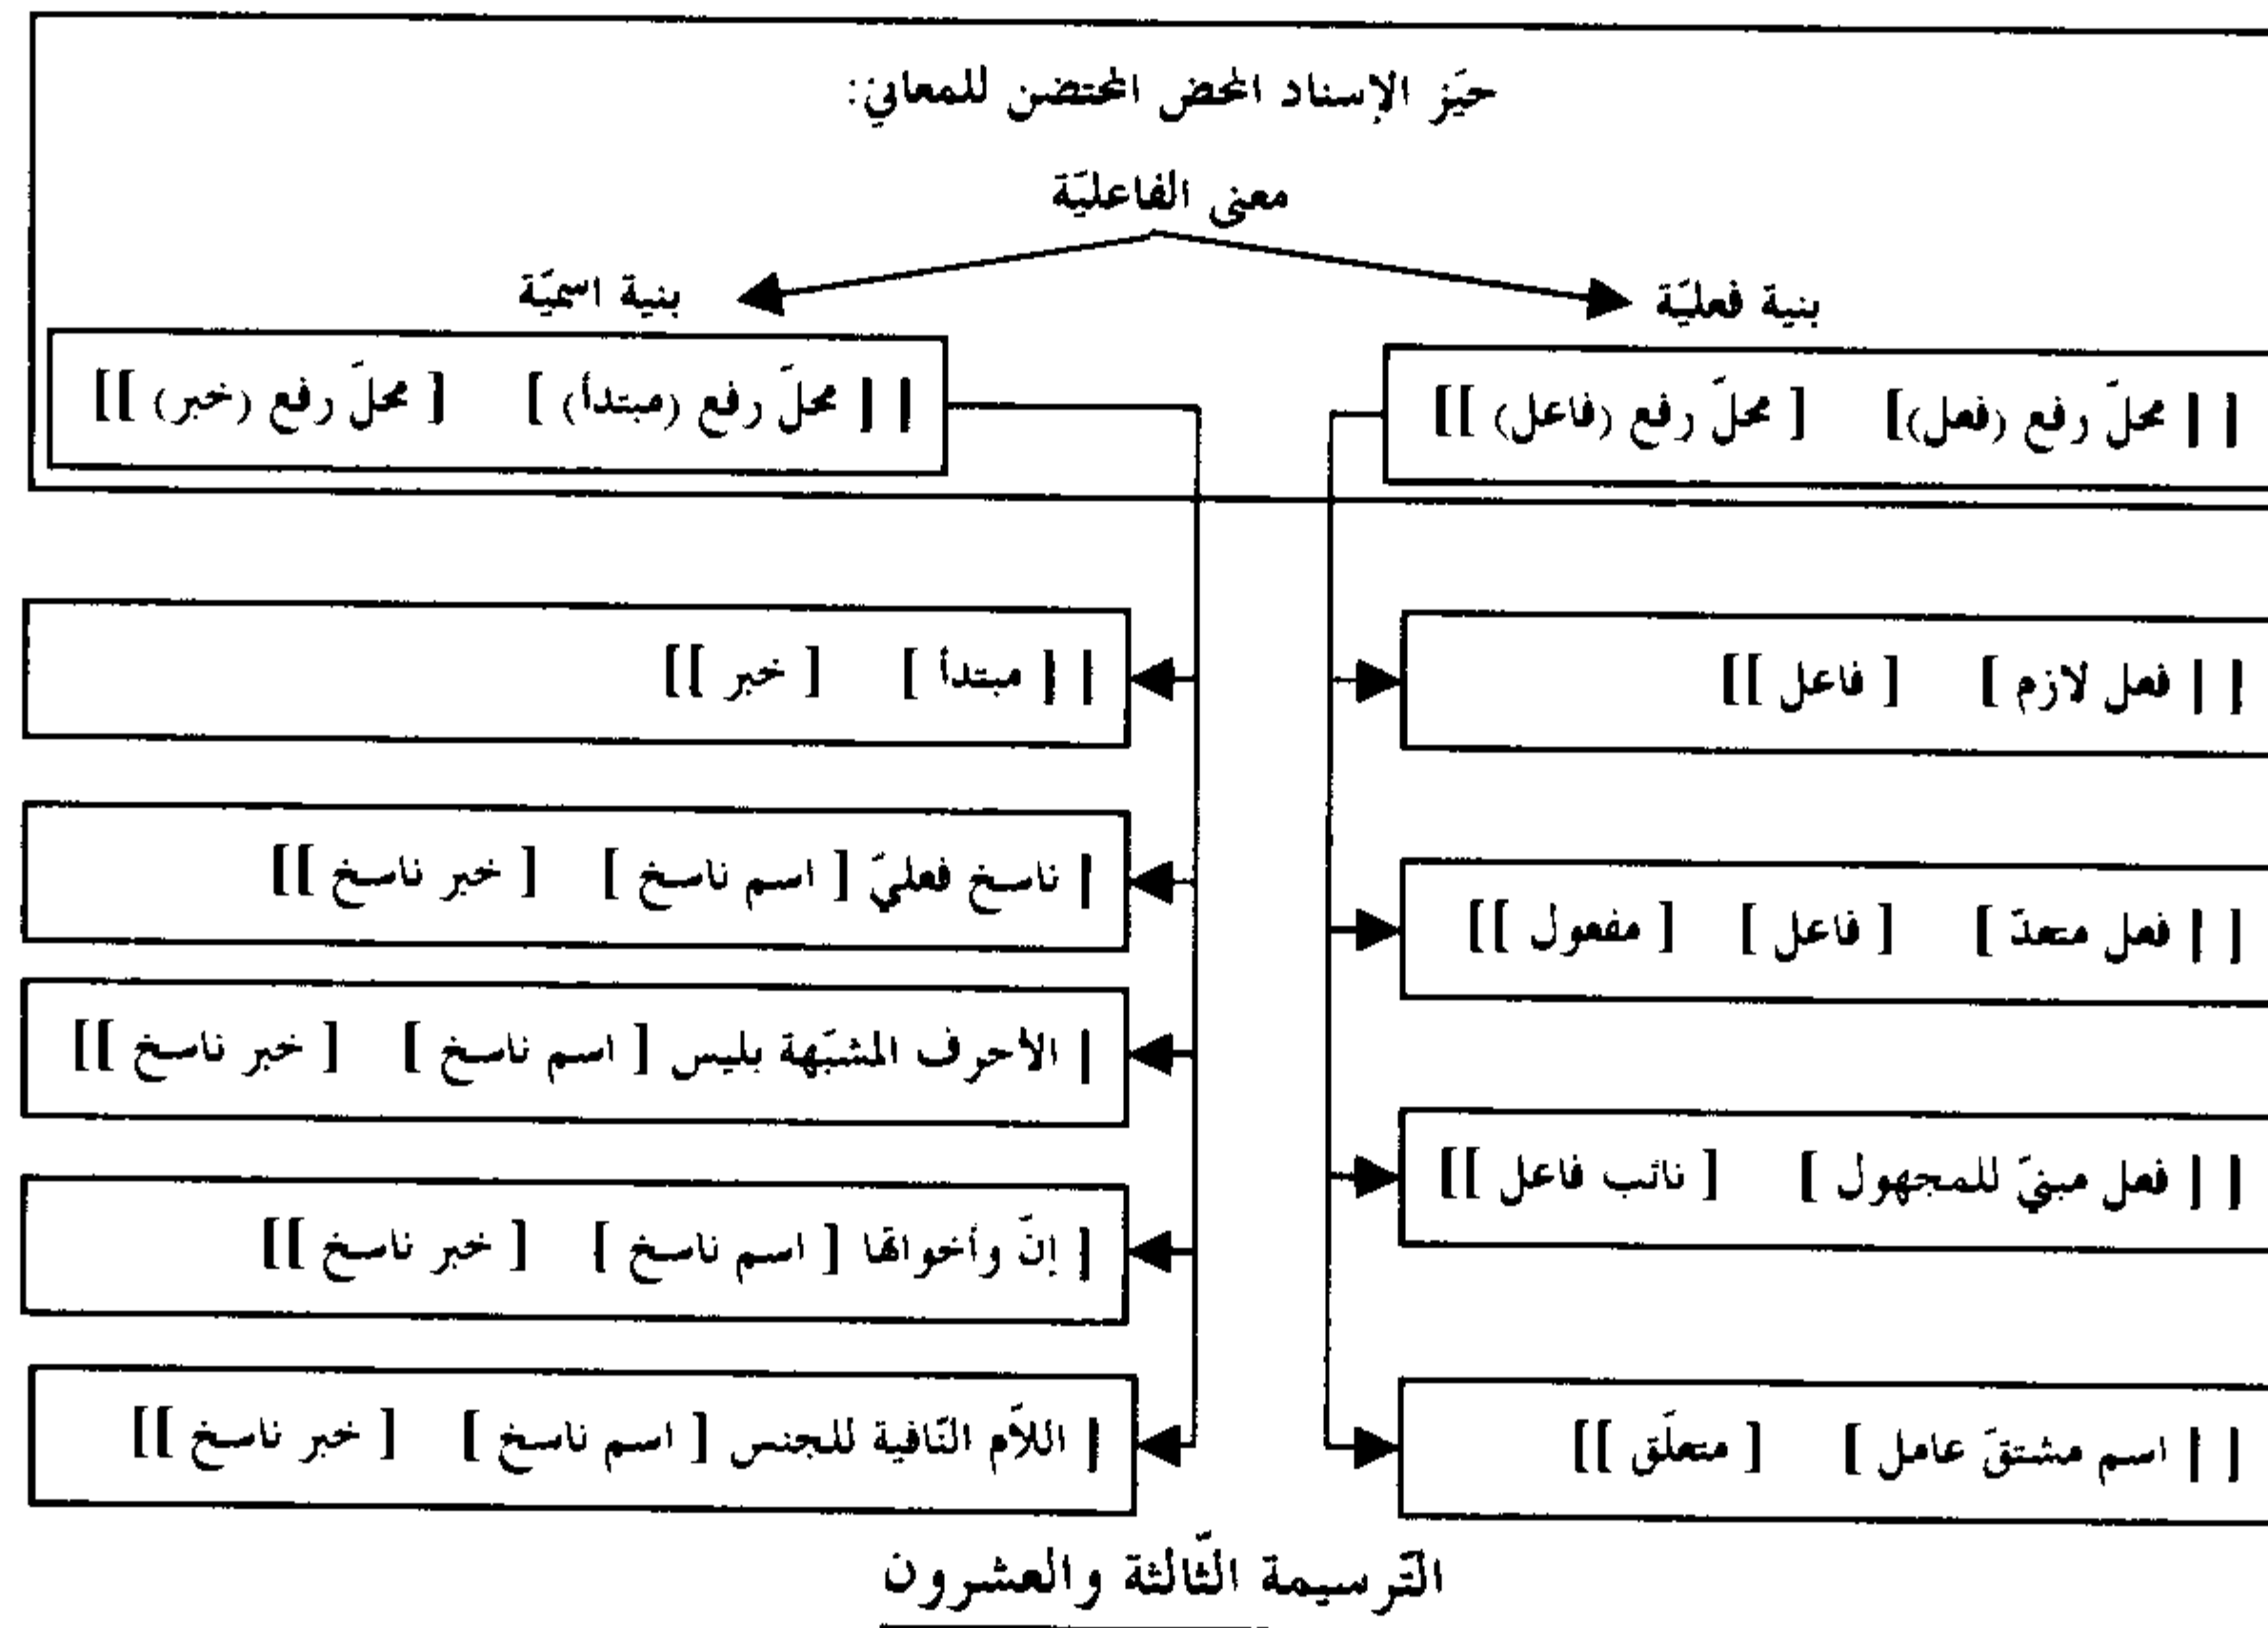 حيّز الإسناد المحض المحتضن للمعاني:
معنى الفاعليّة
بنية فعليّة
[ [ محلّ رفع (فعل)] [ محلّ رفع (فاعل) ]]
[ [ فعل لازم ] [ فاعل ]]
[ [ فعل متعدّ ] [ فاعل ] [ مفعول ]]
[ [ فعل مبنيّ للمجهول ] [ نائب فاعل ]]
[ [ اسم مشتقّ عامل ] [ متعلّق ]]
بنية اسميّة
[ [ محلّ رفع (مبتدأ) ] [ محلّ رفع (خبر) ]]
[ [ مبتدأ ] [ خبر ]]
[ ناسخ فعليّ [ اسم ناسخ ] [ خبر ناسخ ]]
[ الأحرف المشبّهة بليس [ اسم ناسخ ] [ خبر ناسخ ]]
[ إنّ وأخواتها [ اسم ناسخ ] [ خبر ناسخ ]]
[ اللاّم النّافية للجنس [ اسم ناسخ ] [ خبر ناسخ ]]
التّرسيمة الثّالثة والعشرون